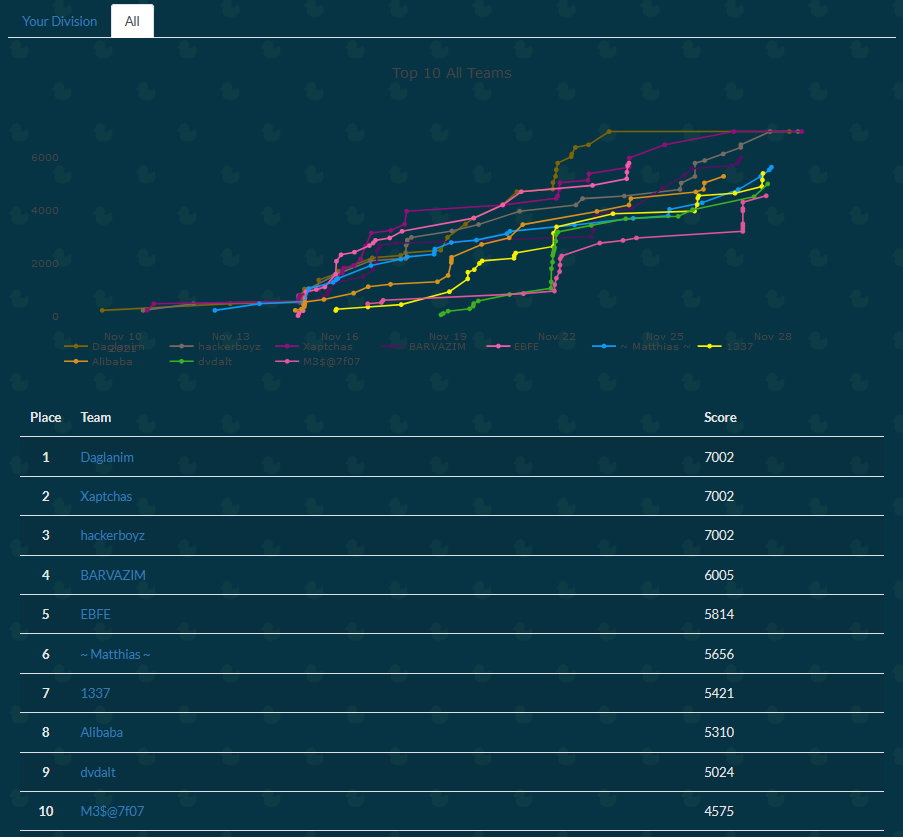 Your Division All
Top 10 All Teams
6000
4000
2000
0
Nov 10 Nov 13 Nov 16 Nov 19 Nov 22 Nov 25 Nov 28
2021
Daglanim hackerboyz Xaptchas BARVAZIM EBFE ~ Matthias ~ 1337
Alibaba dvdalt M3$@7f07
Place Team Score
1 Daglanim 7002
2 Xaptchas 7002
3 hackerboyz 7002
4 BARVAZIM 6005
5 EBFE 5814
6 ~ Matthias ~ 5656
7 1337 5421
8 Alibaba 5310
9 dvdalt 5024
10 M3$@7f07 4575